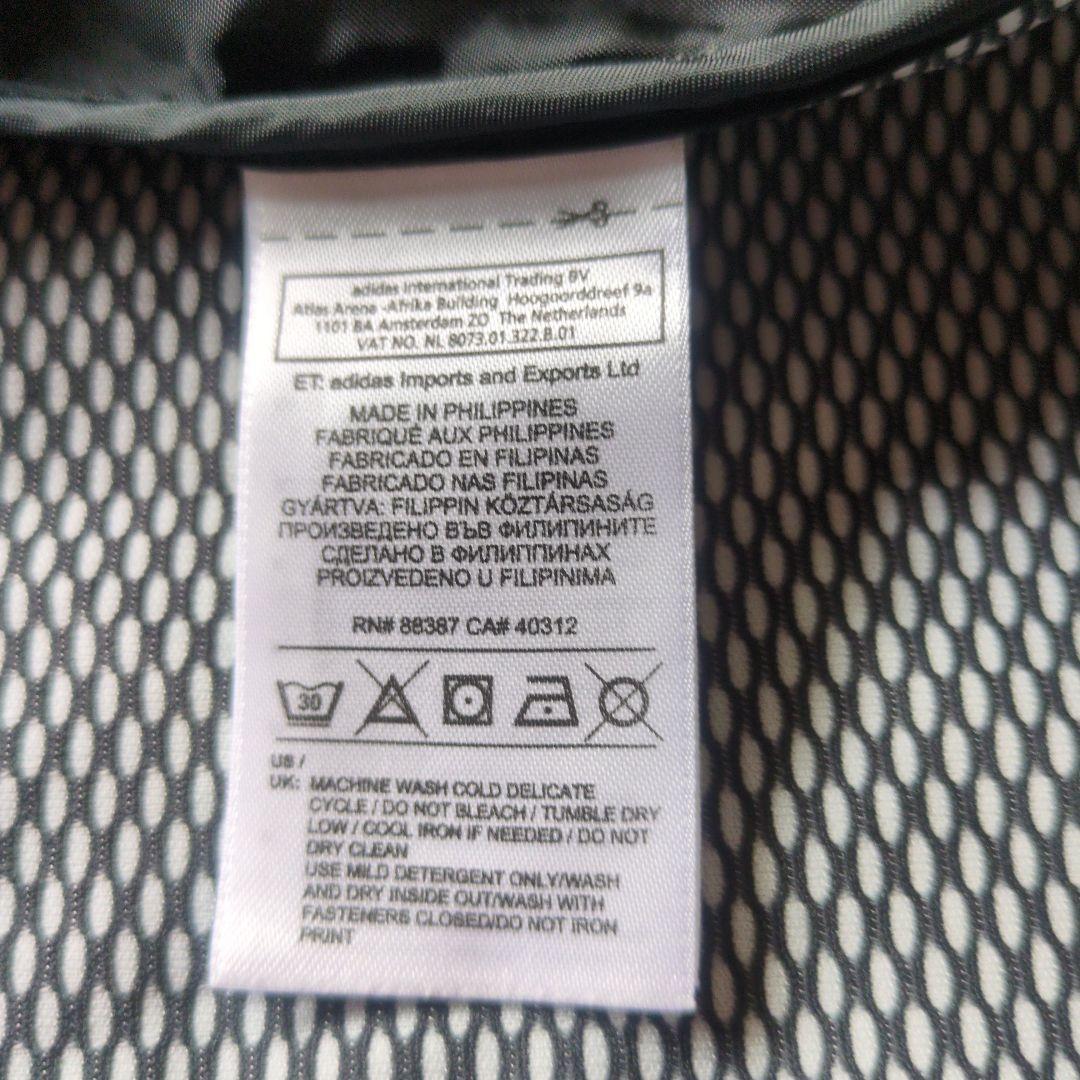 adidas International Trading BV
Atlas Arena -Afrika Building Hoogoorddreef 9a
1101 BA Amsterdam ZO The Netherlands
VAT NO. NL 8073.01.322.B.01
ET: adidas Imports and Exports Ltd
MADE IN PHILIPPINES
FABRIQUÉ AUX PHILIPPINES
FABRICADO EN FILIPINAS
FABRICADO NAS FILIPINAS
GYÁRTVA: FILIPPIN KÖZTÁRSASÁG
ПРОИЗВЕДЕНО ВЪВ ФИЛИПИНИТЕ
СДЕЛАНО В ФИЛИППИНАХ
PROIZVEDENO U FILIPINIMA
RN# 88387 CA# 40312
30
US /
UK: MACHINE WASH COLD DELICATE
CYCLE / DO NOT BLEACH / TUMBLE DRY
LOW / COOL IRON IF NEEDED / DO NOT
DRY CLEAN
USE MILD DETERGENT ONLY/WASH
AND DRY INSIDE OUT/WASH WITH
FASTENERS CLOSED/DO NOT IRON
PRINT